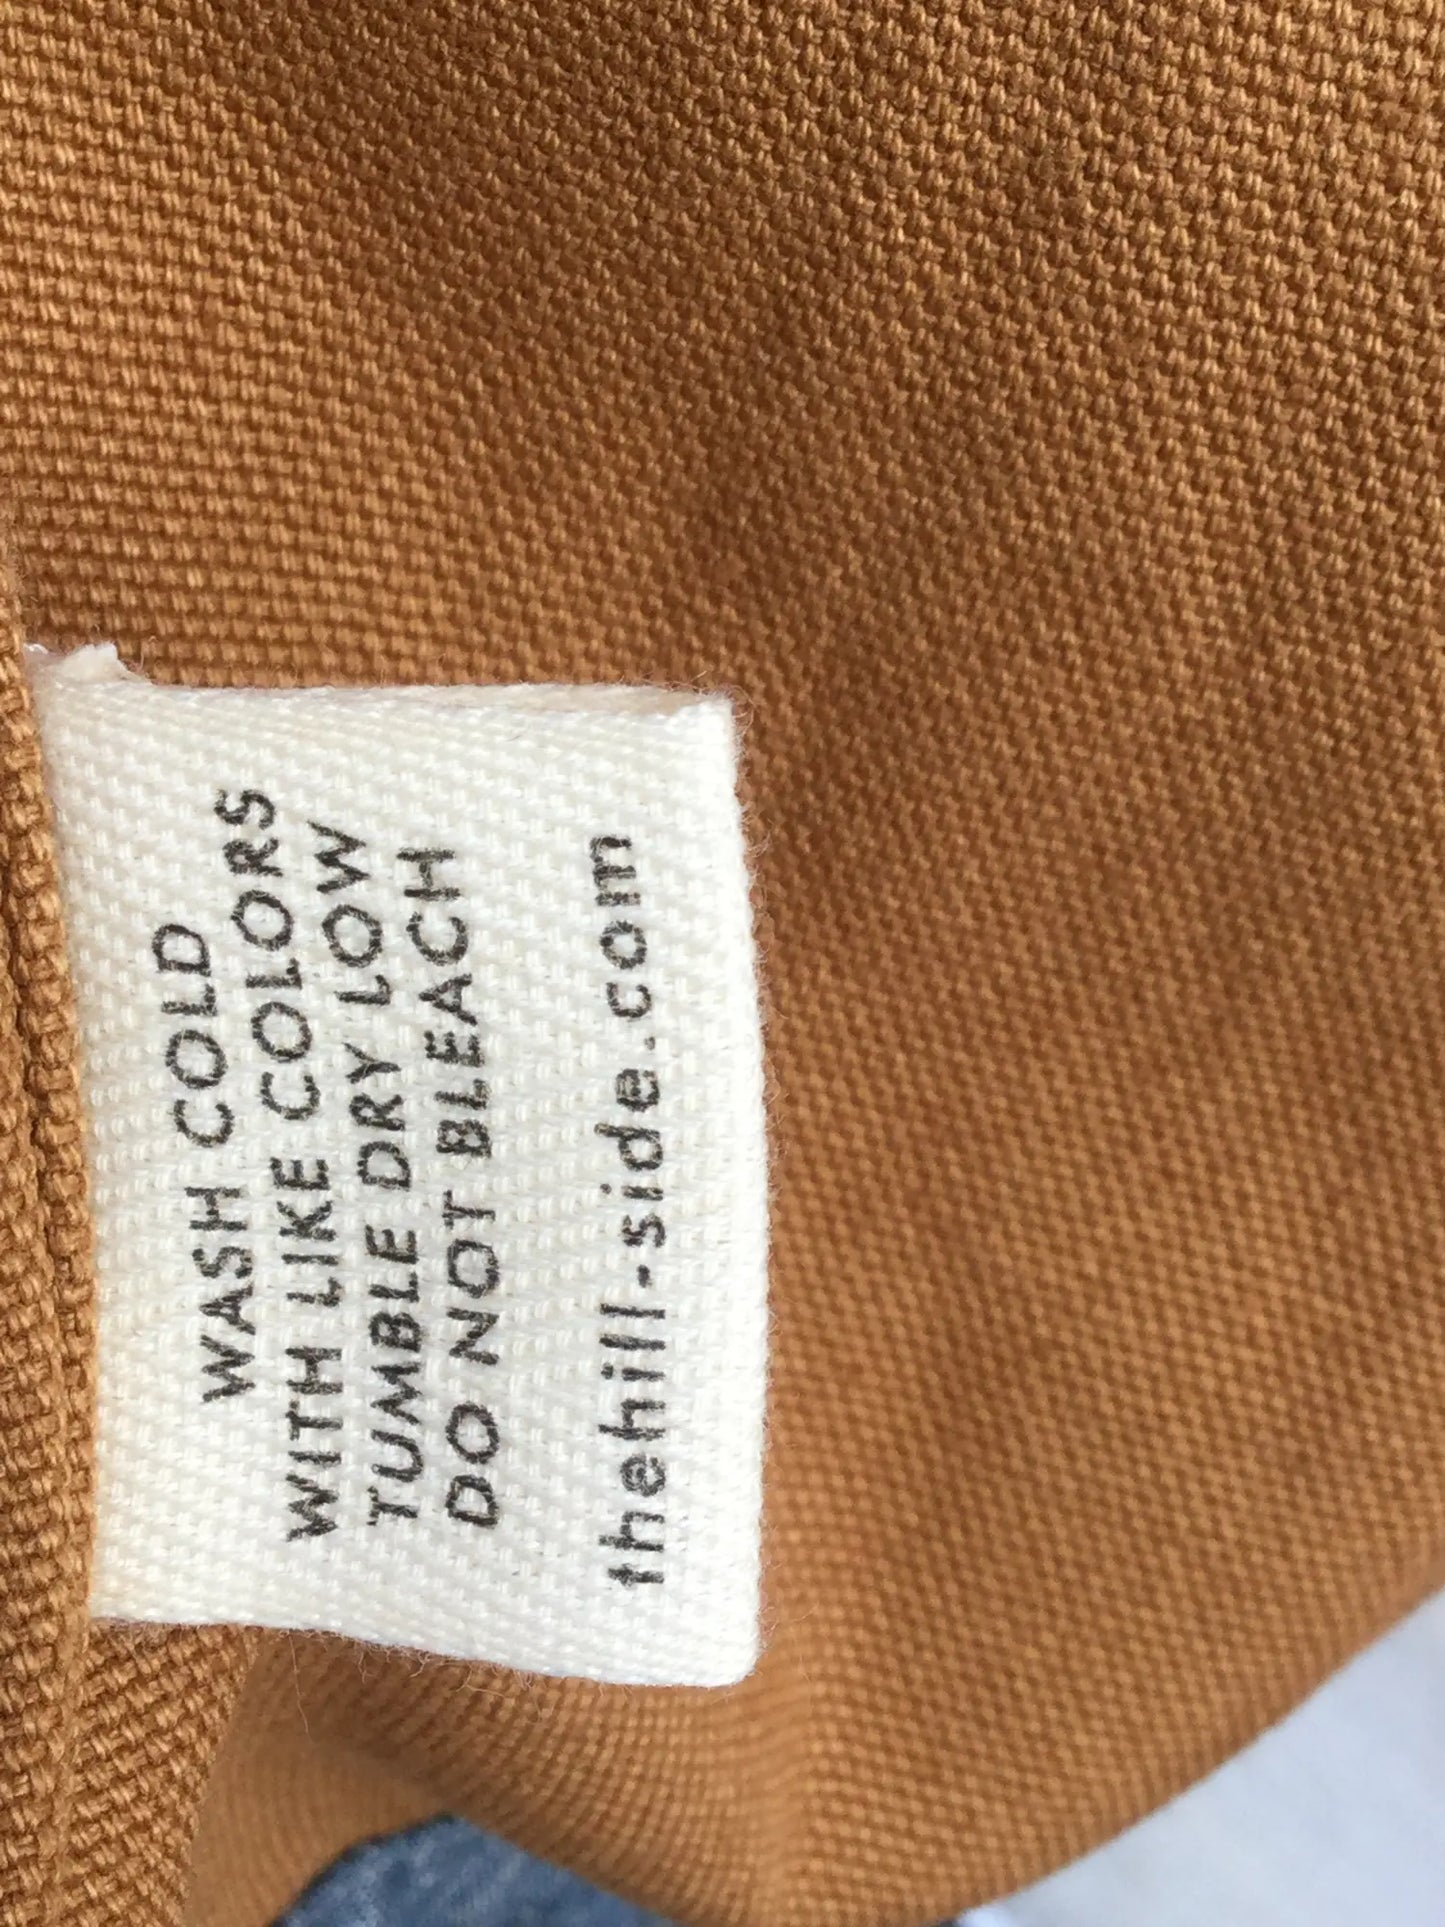 WASH COLD
WITH LIKE COLORS
TUMBLE DRY LOW
DO NOT BLEACH
thehill-side.com